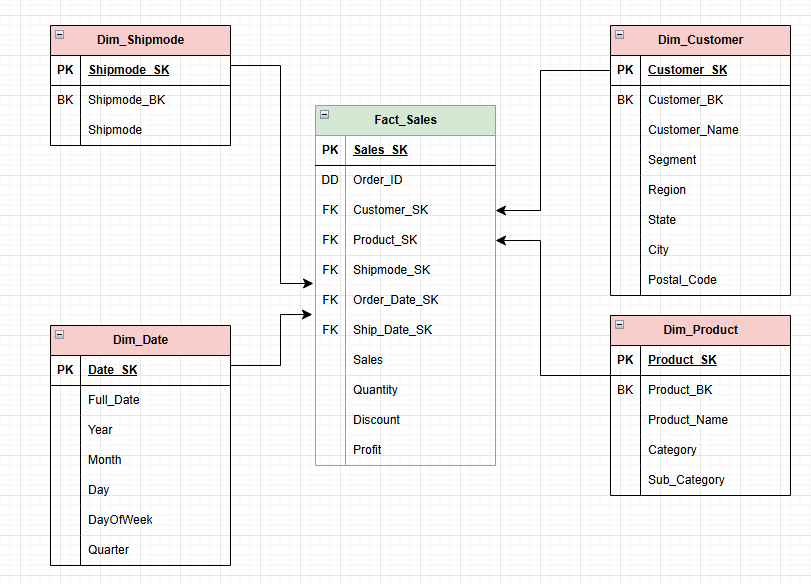 Dim_Shipmode
PK Shipmode_SK
BK Shipmode_BK
Shipmode
Dim_Customer
PK Customer_SK
BK Customer_BK
Customer_Name
Segment
Region
State
City
Postal_Code
Fact_Sales
PK Sales_SK
DD Order_ID
FK Customer_SK
FK Product_SK
FK Shipmode_SK
FK Order_Date_SK
FK Ship_Date_SK
Sales
Quantity
Discount
Profit
Dim_Date
PK Date_SK
Full_Date
Year
Month
Day
DayOfWeek
Quarter
Dim_Product
PK Product_SK
BK Product_BK
Product_Name
Category
Sub_Category